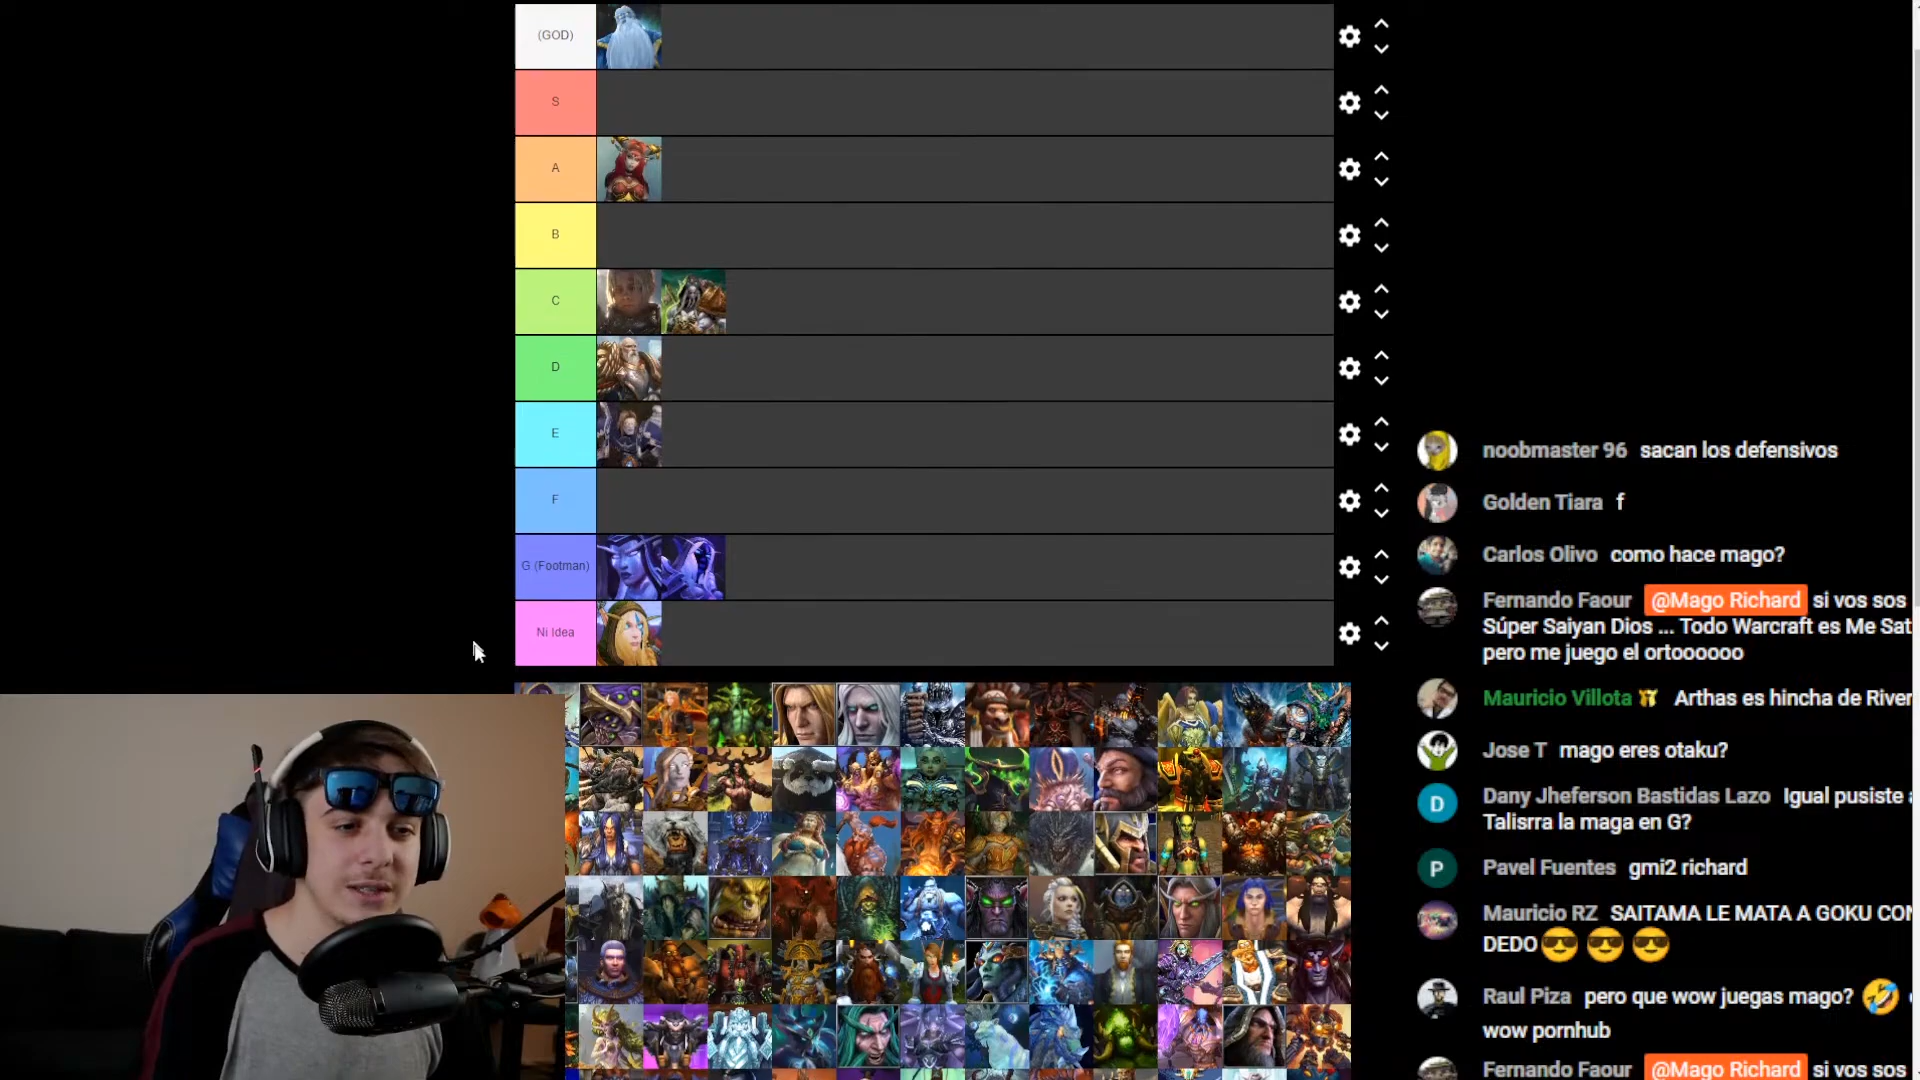 (GOD)
S
A
B
C
D
E
F
G (Footman)
Ni Idea
noobmaster 96 sacan los defensivos
Golden Tiara f
Carlos Olivo como hace mago?
Fernando Faour @Mago Richard si vos sos
Súper Saiyan Dios ... Todo Warcraft es Me Sat
pero me juego el ortoooooo
Mauricio Villota Arthas es hincha de River
Jose T mago eres otaku?
D Dany Jheferson Bastidas Lazo Igual pusiste a
Talisrra la maga en G?
P Pavel Fuentes gmi2 richard
Mauricio RZ SAITAMA LE MATA A GOKU CON
DEDO😎😎😎
Raul Piza pero que wow juegas mago? 🤣
wow pornhub
Fernando Faour @Mago Richard si vos sos